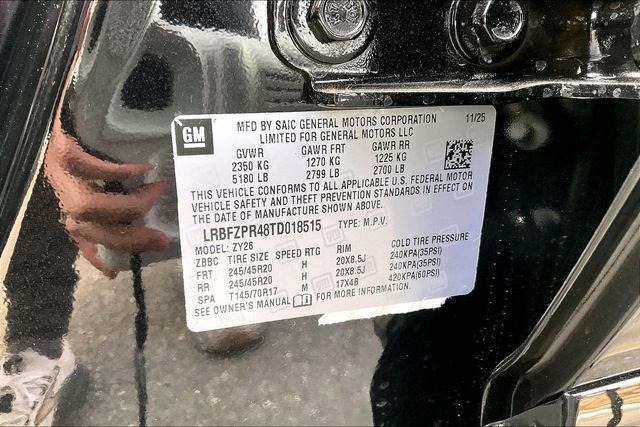 GM
MFD BY SAIC GENERAL MOTORS CORPORATION 11/25
LIMITED FOR GENERAL MOTORS LLC
GVWR GAWR FRT GAWR RR
2350 KG 1270 KG 1225 KG
5180 LB 2799 LB 2700 LB
THIS VEHICLE CONFORMS TO ALL APPLICABLE U.S. FEDERAL MOTOR
VEHICLE SAFETY AND THEFT PREVENTION STANDARDS IN EFFECT ON
THE DATE OF MANUFACTURE SHOWN ABOVE.
LRBFZPR48TD018515 TYPE: M.P.V.
MODEL: ZY26
ZBBC TIRE SIZE SPEED RTG RIM COLD TIRE PRESSURE
FRT 245/45R20 H 20X8.5J 240KPA(35PSI)
RR 245/45R20 H 20X8.5J 240KPA(35PSI)
SPA T145/70R17 M 17X4B 420KPA(60PSI)
SEE OWNER'S MANUAL FOR MORE INFORMATION.